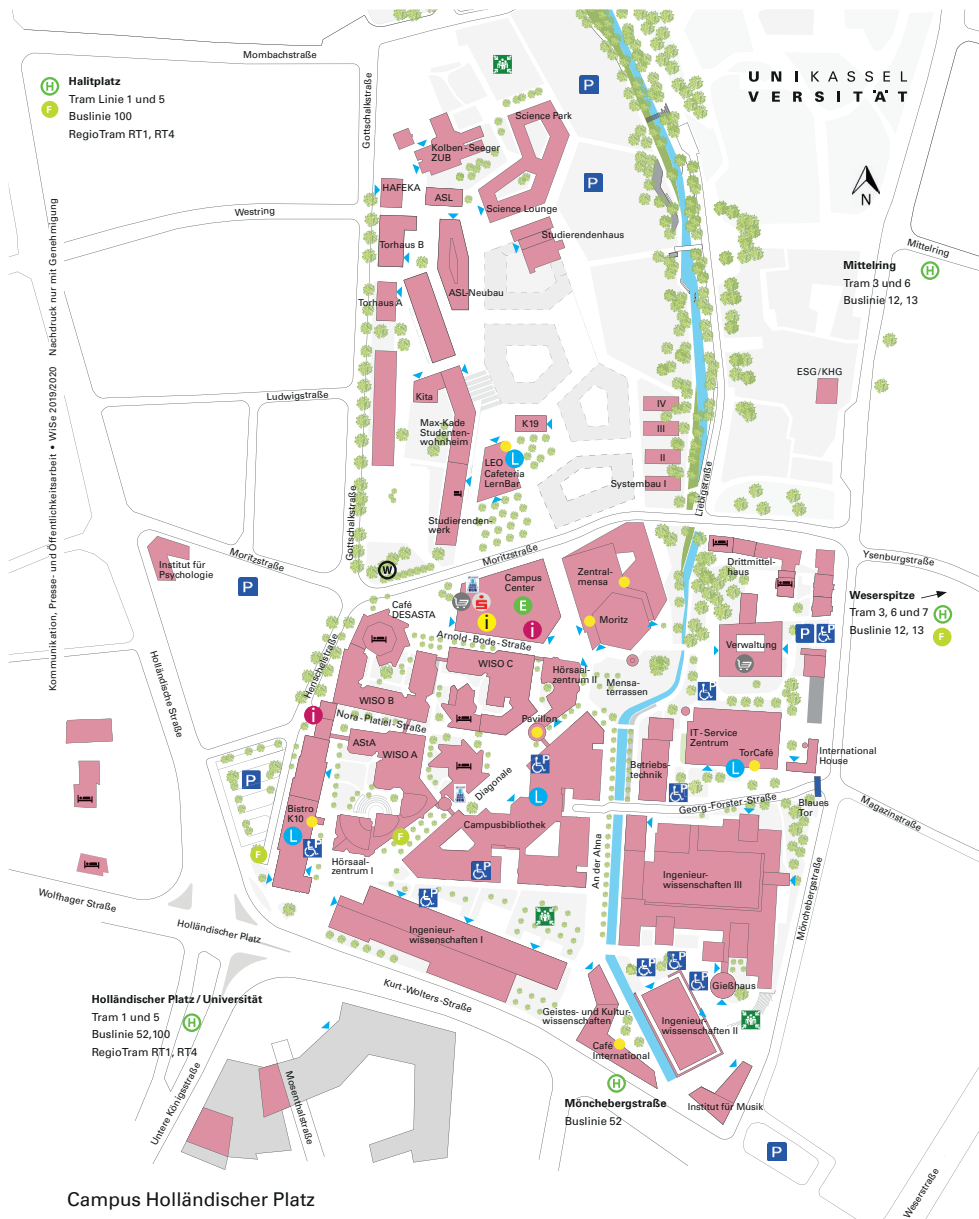 UNIKASSEL
VERSITÄT
Mombachstraße
H
Halitplatz
F
Tram Linie 1 und 5
Buslinie 100
RegioTram RT1, RT4
Gottschalkstraße
P
Science Park
Kolben-Seeger
ZUB
P
HAFEKA
ASL
N
Westring
Science Lounge
Studierendenhaus
Torhaus B
Mittelring
Mittelring
H
Tram 3 und 6
Buslinie 12, 13
ASL-Neubau
Torhaus A
Kommunikation, Presse- und Öffentlichkeitsarbeit • WiSe 2019/2020 Nachdruck nur mit Genehmigung
ESG/KHG
Ludwigstraße
Kita
IV
Max-Kade
Studenten-
wohnheim
K19
III
LEO
Cafeteria
LernBar
L
II
Systembau I
Liebigstraße
Gottschalkstraße
Studierenden-
werk
Moritzstraße
Moritzstraße
Institut für
Psychologie
P
W
Campus
Center
S
E
i
i
Zentral-
mensa
Moritz
Drittmittel-
haus
Ysenburgstraße
Weserspitze
Tram 3, 6 und 7
H
Buslinie 12, 13
F
Café
DESASTA
Arnold-Bode-Straße
Verwaltung
P
P
Henschelstraße
Holländische Straße
WISO C
Hörsaal-
zentrum II
Mensa-
terrassen
P
WISO B
i
Nora-Platiel-Straße
Pavillon
AStA
WISO A
IT-Service
Zentrum
TorCafé
L
Betriebs-
technik
P
International
House
P
Diagonale
P
L
Georg-Forster-Straße
Blaues
Tor
Magazinstraße
Bistro
K10
L
P
F
F
Campusbibliothek
Hörsaal-
zentrum I
P
An der Ahna
Ingenieur-
wissenschaften III
Mönchebergstraße
Wolfhager Straße
P
Holländischer Platz
Ingenieur-
wissenschaften I
P
P
P
Gießhaus
Kurt-Wolters-Straße
Holländischer Platz / Universität
Tram 1 und 5
H
Buslinie 52,100
RegioTram RT1, RT4
Geistes- und Kultur-
wissenschaften
Ingenieur-
wissenschaften II
Café
International
Untere Königsstraße
Mosenthalstraße
H
Mönchebergstraße
Buslinie 52
Institut für Musik
P
Weserstraße
Campus Holländischer Platz